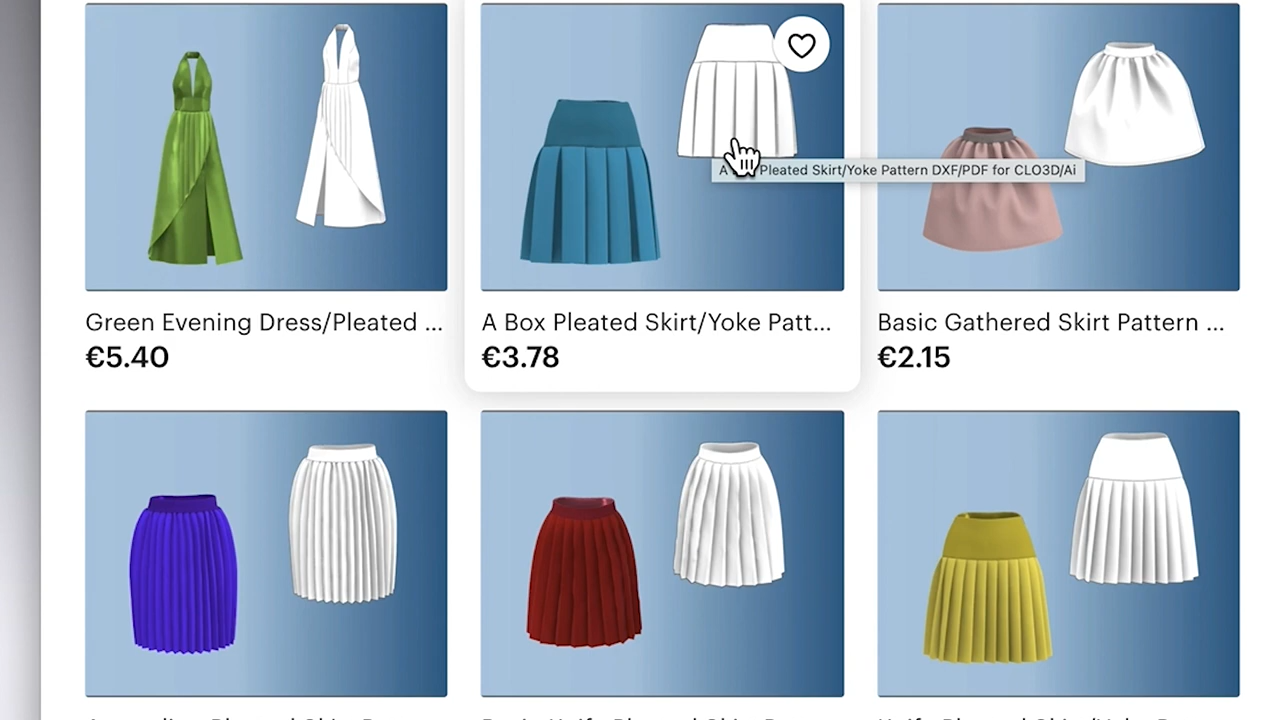 A Pleated Skirt/Yoke Pattern DXF/PDF for CLO3D/Ai
Green Evening Dress/Pleated ...
A Box Pleated Skirt/Yoke Patt...
Basic Gathered Skirt Pattern ...
€5.40
€3.78
€2.15